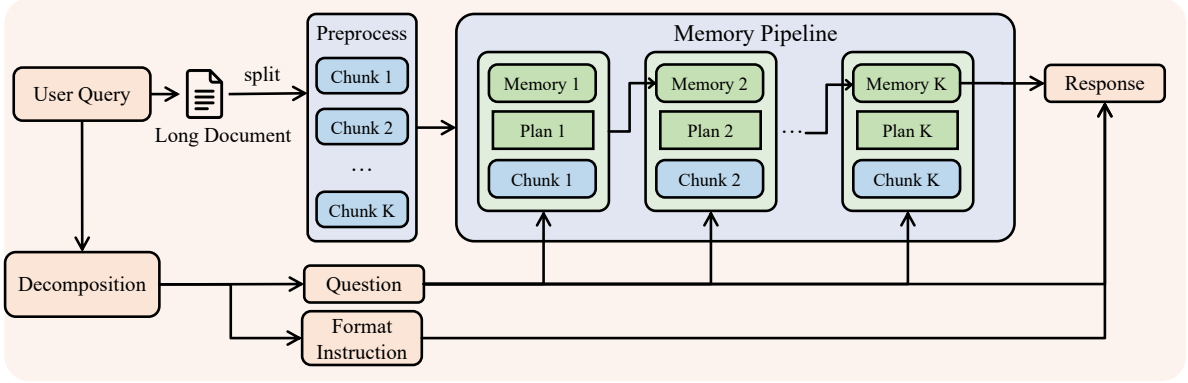 User Query
split
Long Document
Preprocess
Chunk 1
Chunk 2
...
Chunk K
Memory Pipeline
Memory 1
Plan 1
Chunk 1
Memory 2
Plan 2
Chunk 2
...
Memory K
Plan K
Chunk K
Response
Decomposition
Question
Format
Instruction